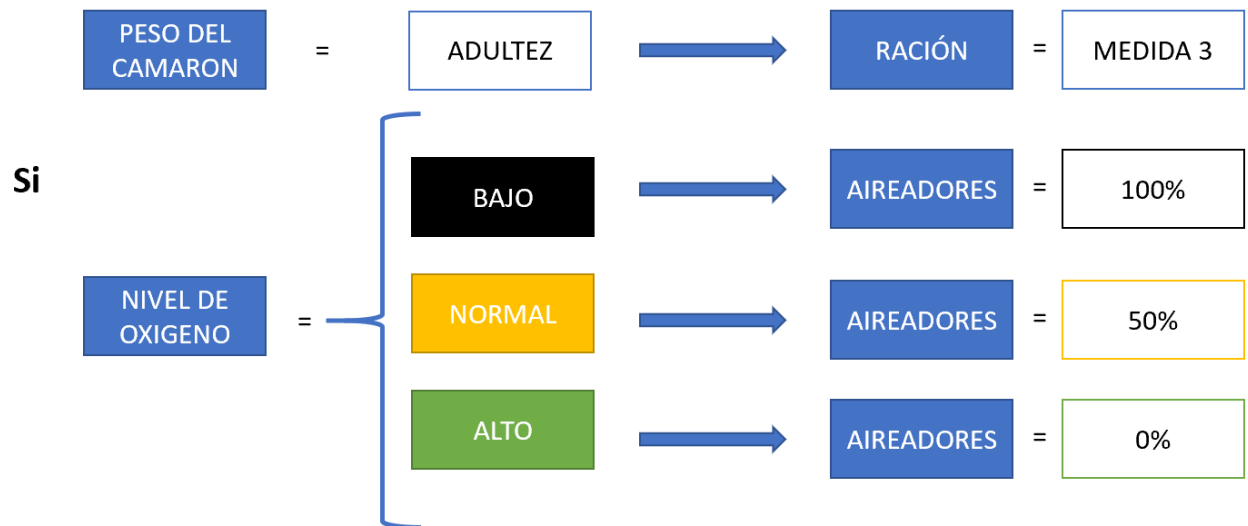 PESO DEL
CAMARON
=
ADULTEZ
RACIÓN
=
MEDIDA 3
Si
BAJO
AIREADORES
=
100%
NIVEL DE
OXIGENO
=
NORMAL
AIREADORES
=
50%
ALTO
AIREADORES
=
0%